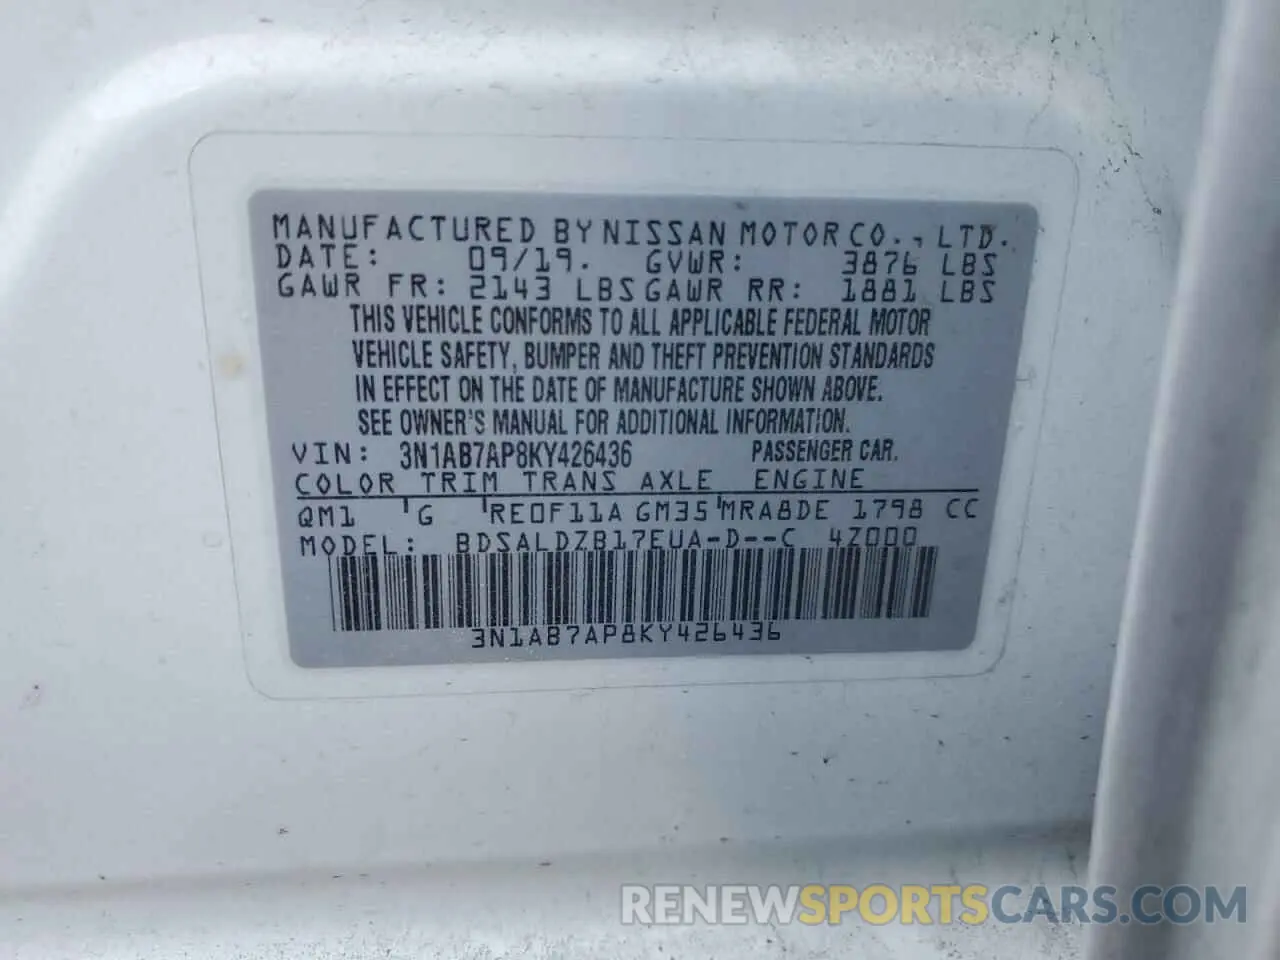 MANUFACTURED BY NISSAN MOTOR CO., LTD.
DATE: 09/19. GVWR: 3876 LBS
GAWR FR: 2143 LBS GAWR RR: 1881 LBS
THIS VEHICLE CONFORMS TO ALL APPLICABLE FEDERAL MOTOR
VEHICLE SAFETY, BUMPER AND THEFT PREVENTION STANDARDS
IN EFFECT ON THE DATE OF MANUFACTURE SHOWN ABOVE.
SEE OWNER'S MANUAL FOR ADDITIONAL INFORMATION.
VIN: 3N1AB7AP8KY426436 PASSENGER CAR.
COLOR TRIM TRANS AXLE ENGINE
QM1 G RE0F11A GM35 MRA8DE 1798 CC
MODEL: BDSALDZB17EUA-D--C 4Z000
3N1AB7AP8KY426436
RENEWSPORTSCARS.COM